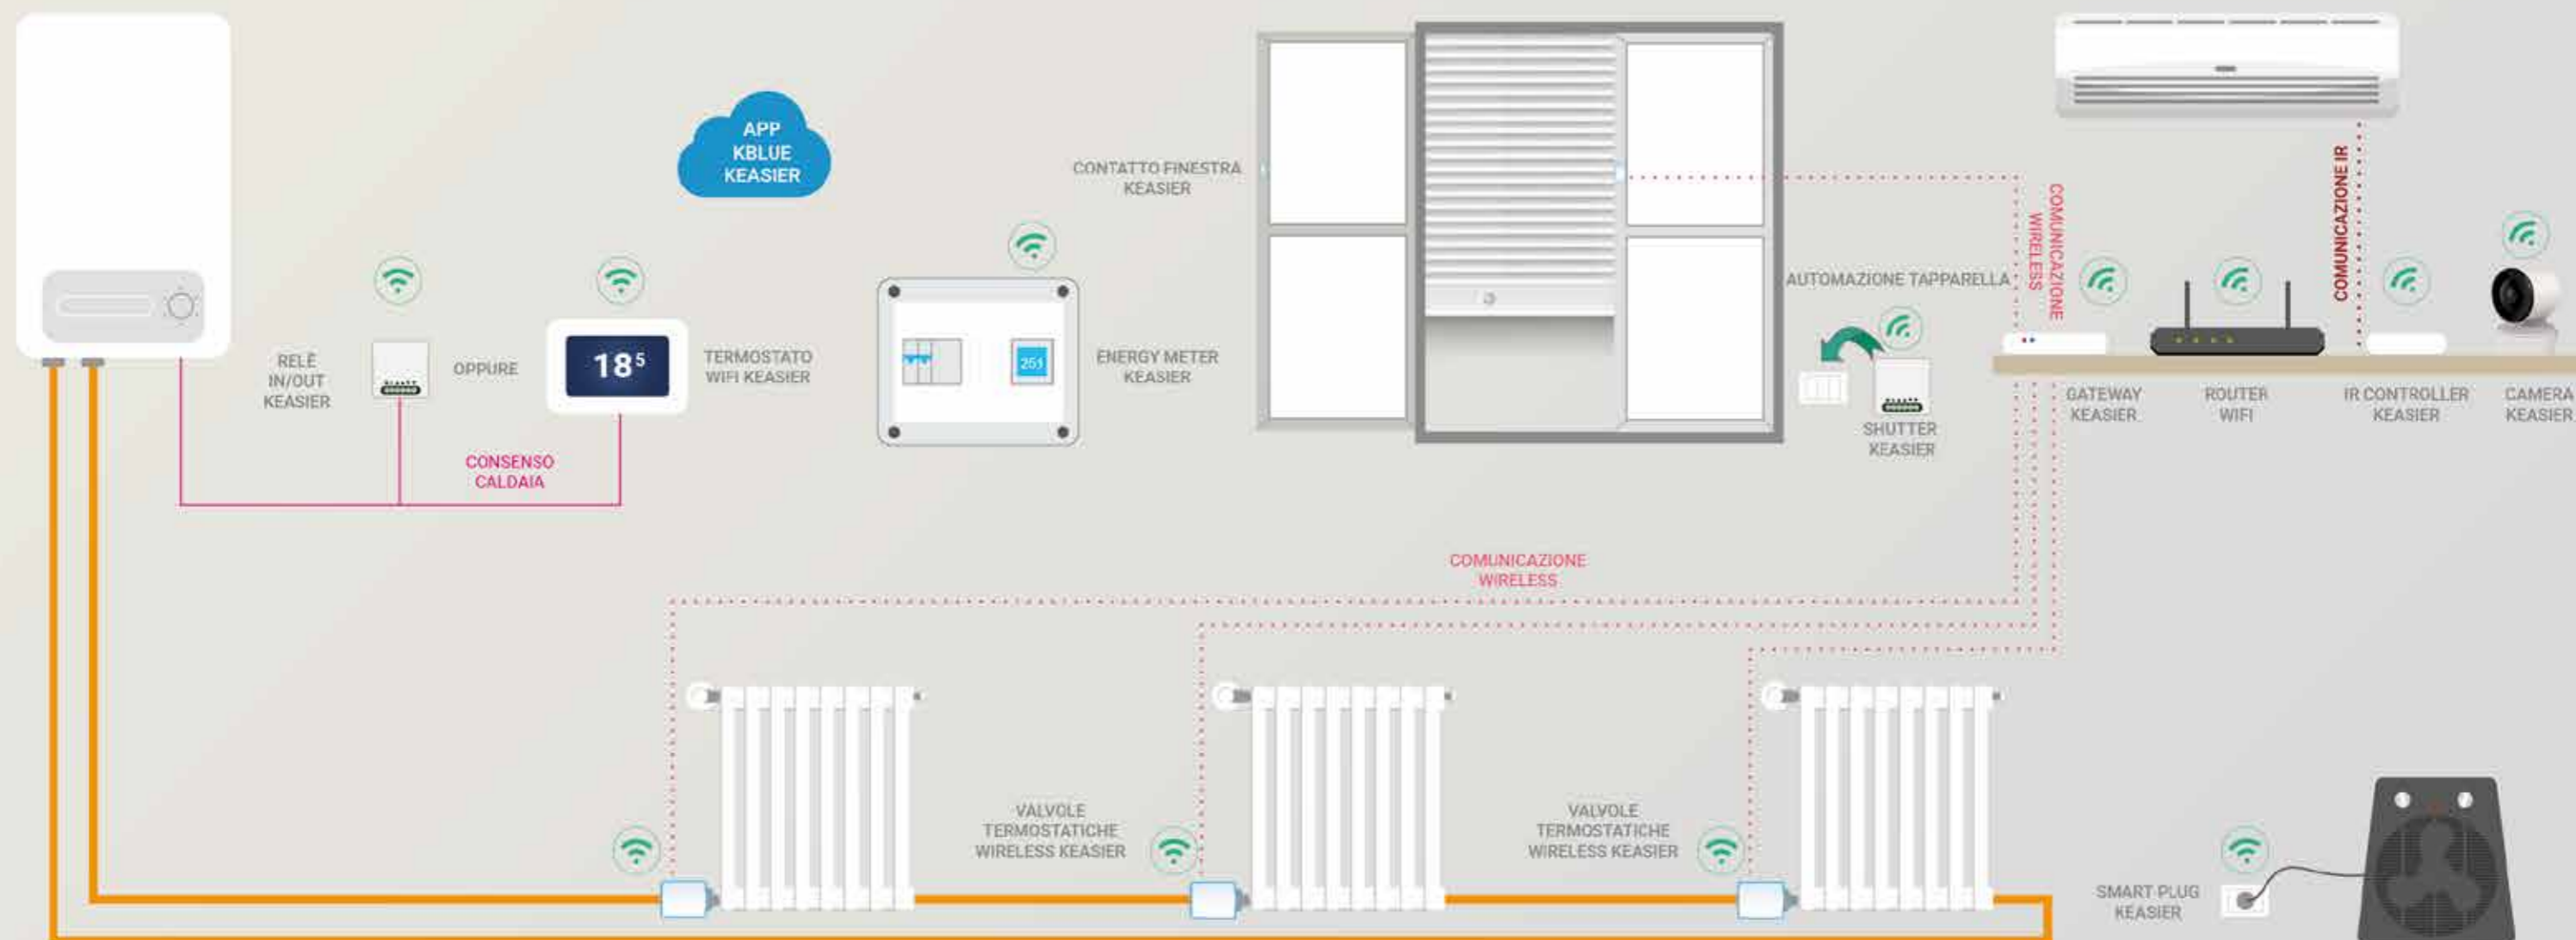 APP
KBLUE
KEASIER
CONTATTO FINESTRA
KEASIER
COMUNICAZIONE IR
COMUNICAZIONE
WIRELESS
AUTOMAZIONE TAPPARELLA
RELÈ
IN/OUT
KEASIER
OPPURE
18⁵
TERMOSTATO
WIFI KEASIER
251
ENERGY METER
KEASIER
SHUTTER
KEASIER
GATEWAY
KEASIER
ROUTER
WIFI
IR CONTROLLER
KEASIER
CAMERA
KEASIER
CONSENSO
CALDAIA
COMUNICAZIONE
WIRELESS
VALVOLE
TERMOSTATICHE
WIRELESS KEASIER
VALVOLE
TERMOSTATICHE
WIRELESS KEASIER
SMART PLUG
KEASIER